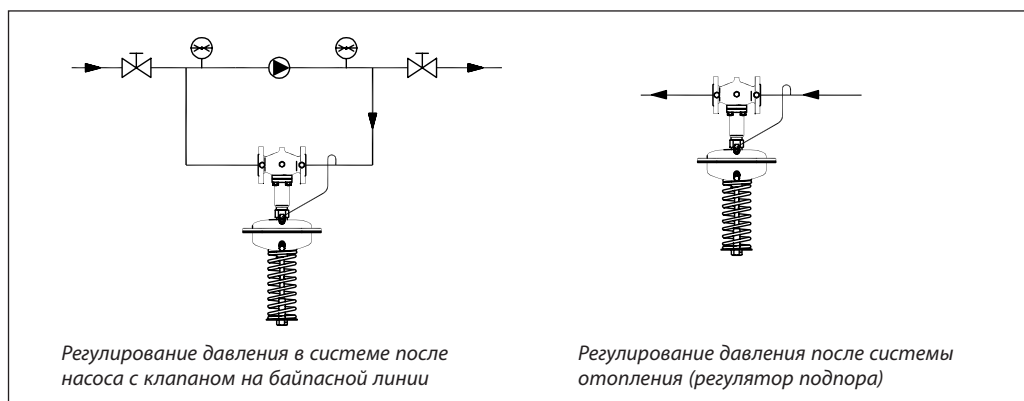 Регулирование давления в системе после
насоса с клапаном на байпасной линии
Регулирование давления после системы
отопления (регулятор подпора)